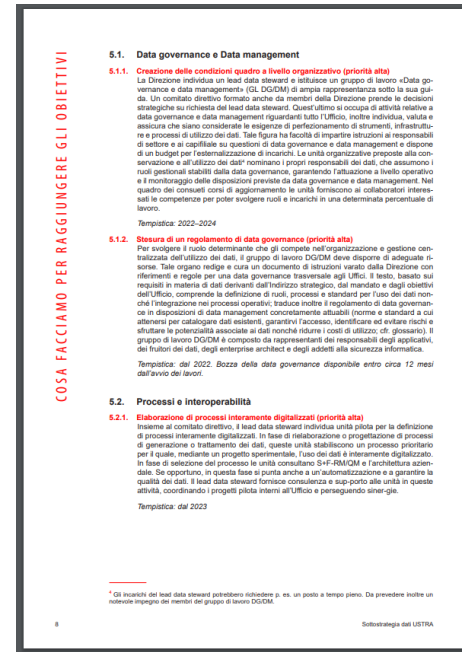 COSA FACCIAMO PER RAGGIUNGERE GLI OBIETTIVI
5.1. Data governance e Data management
5.1.1. Creazione delle condizioni quadro a livello organizzativo (priorità alta)
La Direzione individua un lead data steward e istituisce un gruppo di lavoro «Data go-
vernance e data management» (GL DG/DM) di ampia rappresentanza sotto la sua gui-
da. Un comitato direttivo formato anche da membri della Direzione prende le decisioni
strategiche su richiesta del lead data steward. Quest'ultimo si occupa di attività relative a
data governance e data management riguardanti tutto l'Ufficio, inoltre individua, valuta e
assicura che siano considerate le esigenze di perfezionamento di strumenti, infrastruttu-
re e processi di utilizzo dei dati. Tale figura ha facoltà di impartire istruzioni ai responsabili
di settore e ai capifiliale su questioni di data governance e data management e dispone
di un budget per l'esternalizzazione di incarichi. Le unità organizzative preposte alla con-
servazione e all'utilizzo dei dati⁴ nominano i propri responsabili dei dati, che assumono i
ruoli gestionali stabiliti dalla data governance, garantendo l'attuazione a livello operativo
e il monitoraggio delle disposizioni previste da data governance e data management. Nel
quadro dei consueti corsi di aggiornamento le unità forniscono ai collaboratori interes-
sati le competenze per poter svolgere ruoli e incarichi in una determinata percentuale di
lavoro.
Tempistica: 2022–2024
5.1.2. Stesura di un regolamento di data governance (priorità alta)
Per svolgere il ruolo determinante che gli compete nell'organizzazione e gestione cen-
tralizzata dell'utilizzo dei dati, il gruppo di lavoro DG/DM deve disporre di adeguate ri-
sorse. Tale organo redige e cura un documento di istruzioni varato dalla Direzione con
riferimenti e regole per una data governance trasversale agli Uffici. Il testo, basato sui
requisiti in materia di dati derivanti dall'Indirizzo strategico, dal mandato e dagli obiettivi
dell'Ufficio, comprende la definizione di ruoli, processi e standard per l'uso dei dati non-
ché l'integrazione nei processi operativi; traduce inoltre il regolamento di data governan-
ce in disposizioni di data management concretamente attuabili (norme e standard a cui
attenersi per catalogare dati esistenti, garantirvi l'accesso, identificare ed evitare rischi e
sfruttare le potenzialità associate ai dati nonché ridurre i costi di utilizzo; cfr. glossario). Il
gruppo di lavoro DG/DM è composto da rappresentanti dei responsabili degli applicativi,
dei fruitori dei dati, degli enterprise architect e degli addetti alla sicurezza informatica.
Tempistica: dal 2022. Bozza della data governance disponibile entro circa 12 mesi
dall'avvio dei lavori.
5.2. Processi e interoperabilità
5.2.1. Elaborazione di processi interamente digitalizzati (priorità alta)
Insieme al comitato direttivo, il lead data steward individua unità pilota per la definizione
di processi interamente digitalizzati. In fase di rielaborazione o progettazione di processi
di generazione o trattamento dei dati, queste unità stabiliscono un processo prioritario
per il quale, mediante un progetto sperimentale, l'uso dei dati è interamente digitalizzato.
In fase di selezione del processo le unità consultano S+F-RM/QM e l'architettura azien-
dale. Se opportuno, in questa fase si punta anche a un'automatizzazione e a garantire la
qualità dei dati. Il lead data steward fornisce consulenza e sup-porto alle unità in queste
attività, coordinando i progetti pilota interni all'Ufficio e perseguendo siner-gie.
Tempistica: dal 2023
⁴ Gli incarichi del lead data steward potrebbero richiedere p. es. un posto a tempo pieno. Da prevedere inoltre un
notevole impegno dei membri del gruppo di lavoro DG/DM.
8 Sottostrategia dati USTRA